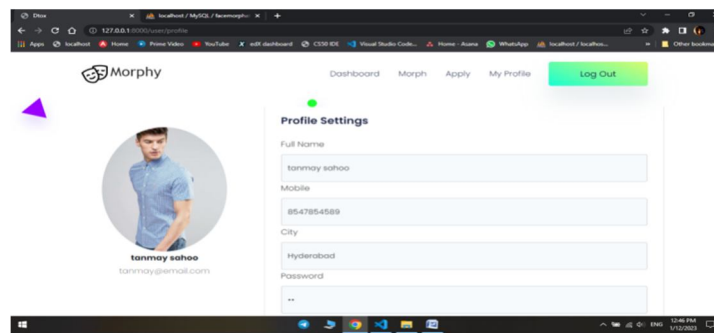 Dtox
localhost / MySQL / facemorphe
127.0.0.1:8000/user/profile
Apps localhost Home Prime Video YouTube edX dashboard CS50 IDE Visual Studio Code... Home - Asana WhatsApp localhost / localhos... Other bookma
Morphy Dashboard Morph Apply My Profile Log Out
Profile Settings
Full Name
tanmay sahoo
Mobile
8547854589
City
Hyderabad
tanmay sahoo
tanmay@email.com
Password
ENG 12:46 PM
1/12/2023